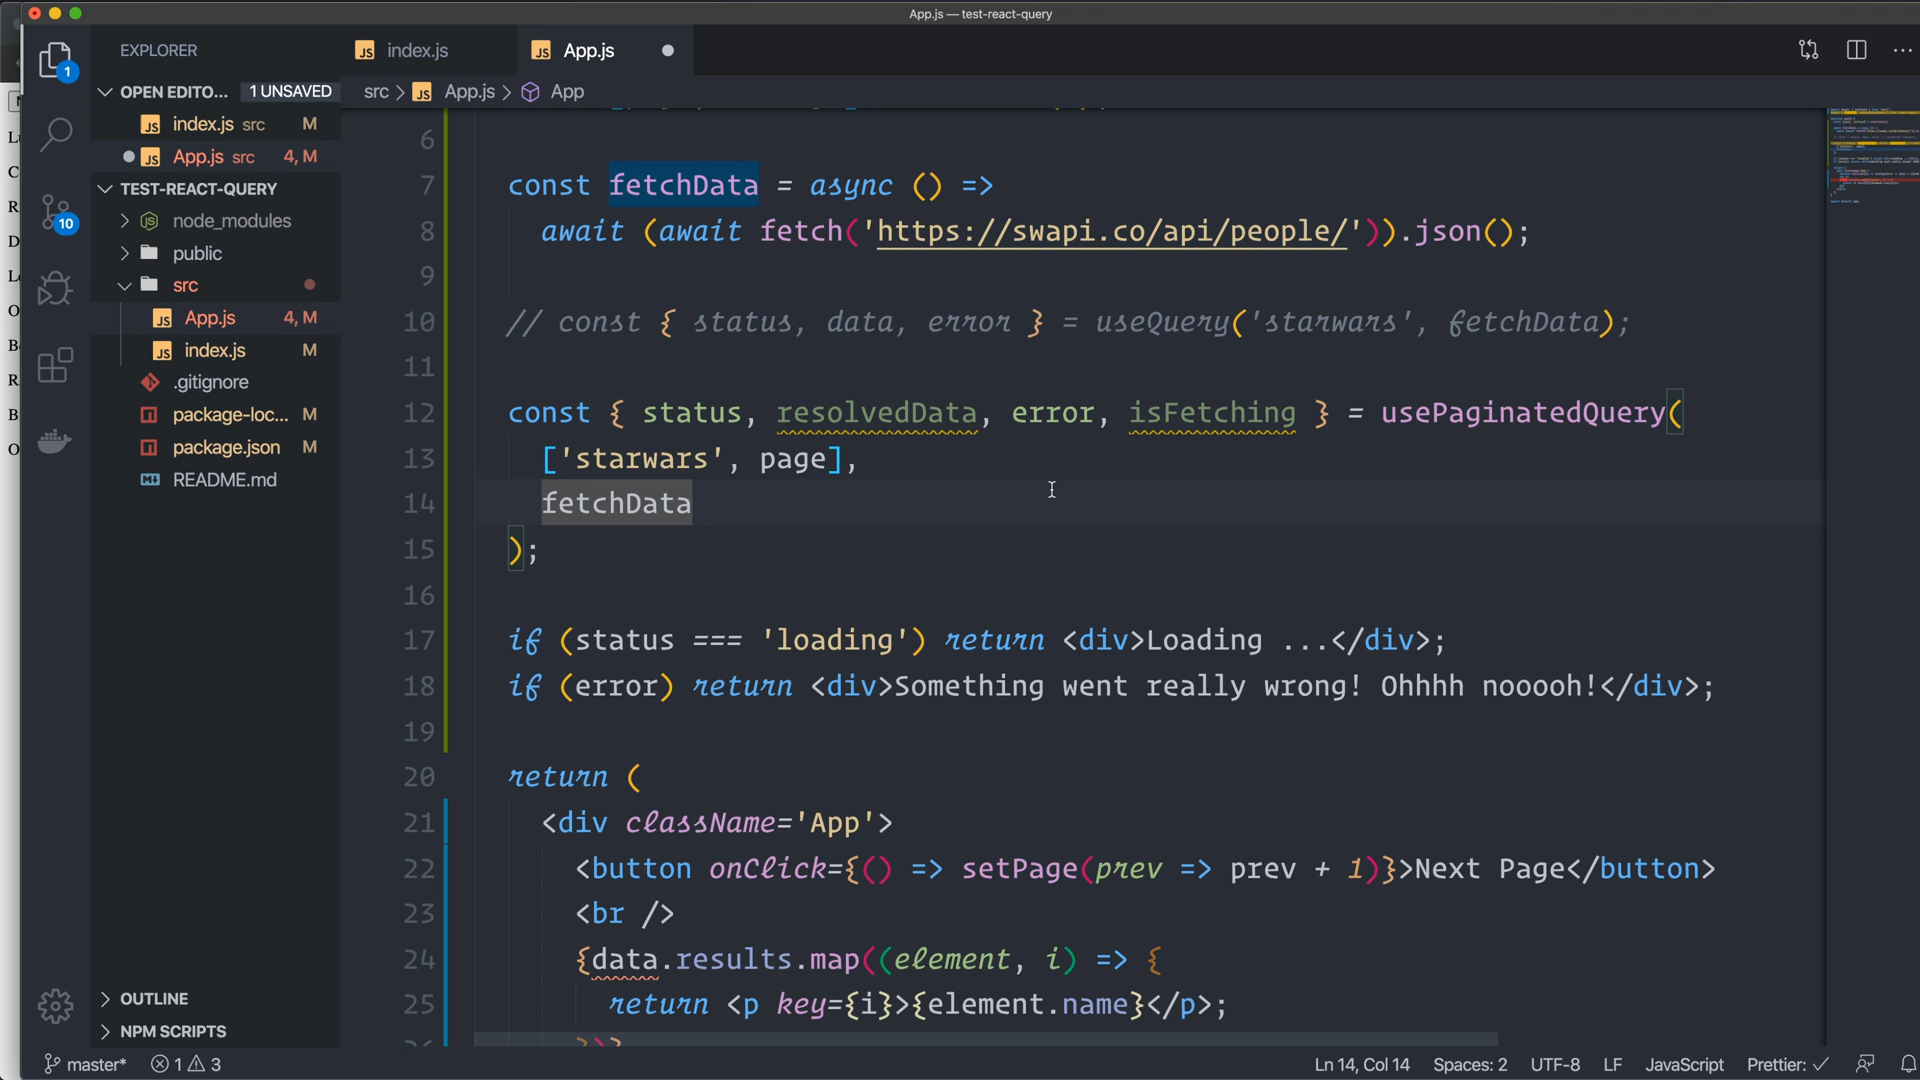 App.js — test-react-query
EXPLORER
index.js
App.js
1
OPEN EDITO...
1 UNSAVED
src > App.js > App
index.js src M
App.js src 4, M
TEST-REACT-QUERY
node_modules
10
public
src
App.js 4, M
index.js M
.gitignore
package-loc... M
package.json M
README.md
OUTLINE
NPM SCRIPTS
6
7 const fetchData = async () =>
8 await (await fetch('https://swapi.co/api/people/')).json();
9
10 // const { status, data, error } = useQuery('starwars', fetchData);
11
12 const { status, resolvedData, error, isFetching } = usePaginatedQuery(
13 ['starwars', page],
14 fetchData
15 );
16
17 if (status === 'loading') return <div>Loading ...</div>;
18 if (error) return <div>Something went really wrong! Ohhhh nooooh!</div>;
19
20 return (
21 <div className='App'>
22 <button onClick={() => setPage(prev => prev + 1)}>Next Page</button>
23 <br />
24 {data.results.map((element, i) => {
25 return <p key={i}>{element.name}</p>;
master* 1 3
Ln 14, Col 14 Spaces: 2 UTF-8 LF JavaScript Prettier: ✓